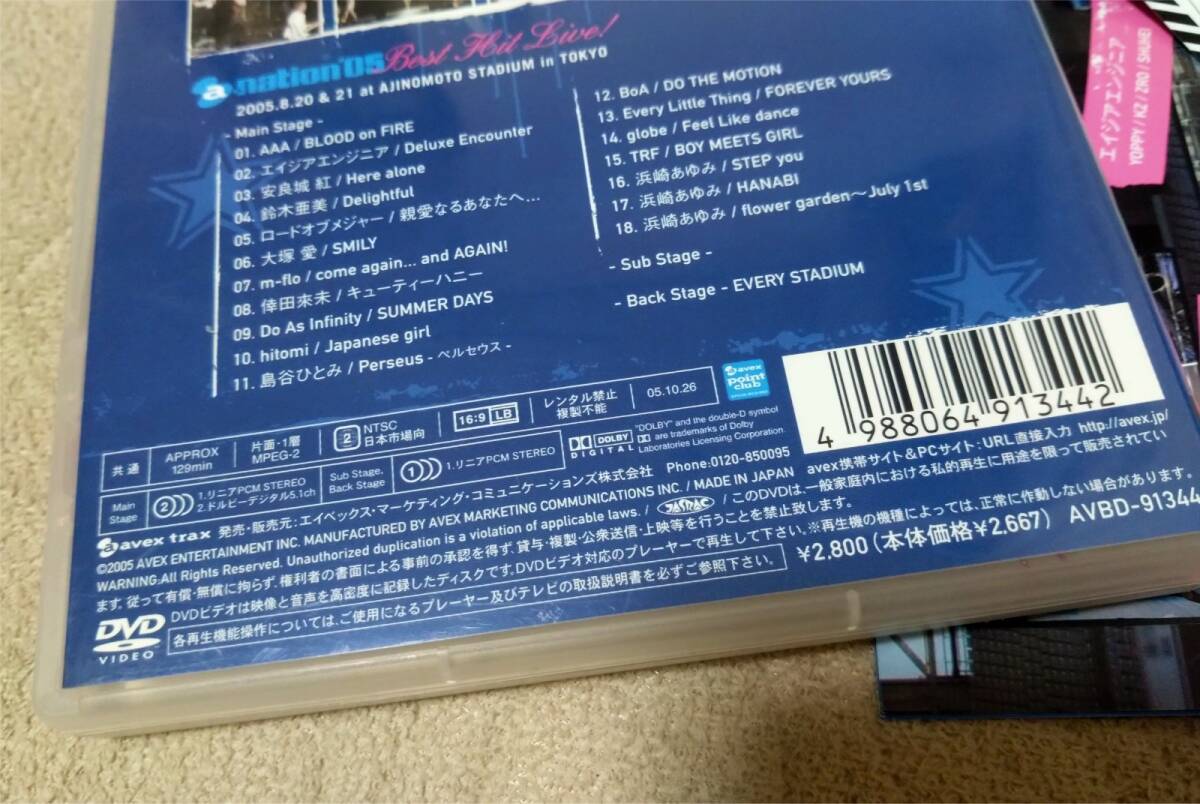 a-nation'05 Best Hit Live!
2005.8.20 & 21 at AJINOMOTO STADIUM in TOKYO
- Main Stage -
01. AAA / BLOOD on FIRE
02. エイジアエンジニア / Deluxe Encounter
03. 安良城 紅 / Here alone
04. 鈴木亜美 / Delightful
05. ロードオブメジャー / 親愛なるあなたへ…
06. 大塚 愛 / SMILY
07. m-flo / come again... and AGAIN!
08. 倖田來未 / キューティーハニー
09. Do As Infinity / SUMMER DAYS
10. hitomi / Japanese girl
11. 島谷ひとみ / Perseus - ペルセウス -
12. BoA / DO THE MOTION
13. Every Little Thing / FOREVER YOURS
14. globe / Feel Like dance
15. TRF / BOY MEETS GIRL
16. 浜崎あゆみ / STEP you
17. 浜崎あゆみ / HANABI
18. 浜崎あゆみ / flower garden〜July 1st
- Sub Stage -
- Back Stage - EVERY STADIUM
共通
APPROX
129min
片面・1層
MPEG-2
2
NTSC
日本市場向
16:9 LB
レンタル禁止
複製不能
05.10.26
avex
point
club
Main
Stage
2
1.リニアPCM STEREO
2.ドルビーデジタル5.1ch
Sub Stage,
Back Stage
1
1.リニアPCM STEREO
DOLBY
DIGITAL
"DOLBY" and the double-D symbol
are trademarks of Dolby
Laboratories Licensing Corporation.
4 988064 913442
avex trax 発売・販売元:エイベックス・マーケティング・コミュニケーションズ株式会社 Phone:0120-850095
avex携帯サイト&PCサイト:URL直接入力 http://avex.jp/
©2005 AVEX ENTERTAINMENT INC. MANUFACTURED BY AVEX MARKETING COMMUNICATIONS INC. / MADE IN JAPAN
WARNING:All Rights Reserved. Unauthorized duplication is a violation of applicable laws. / JASRAC / このDVDは、一般家庭内における私的再生に用途を限って販売されてい
ます。従って有償・無償に拘らず、権利者の書面による事前の承認を得ず、貸与・複製・公衆送信・上映等を行うことを禁止致します。
DVDビデオは映像と音声を高密度に記録したディスクです。DVDビデオ対応のプレーヤーで再生して下さい。※再生機の機種によっては、正常に作動しない場合があります。
各再生機能操作については、ご使用になるプレーヤー及びテレビの取扱説明書を必ずご参照下さい。
¥2,800(本体価格¥2,667) AVBD-9134
DVD
VIDEO
エイジアエンジニア
YOPPY / KZ / ZRO / SHUHEI